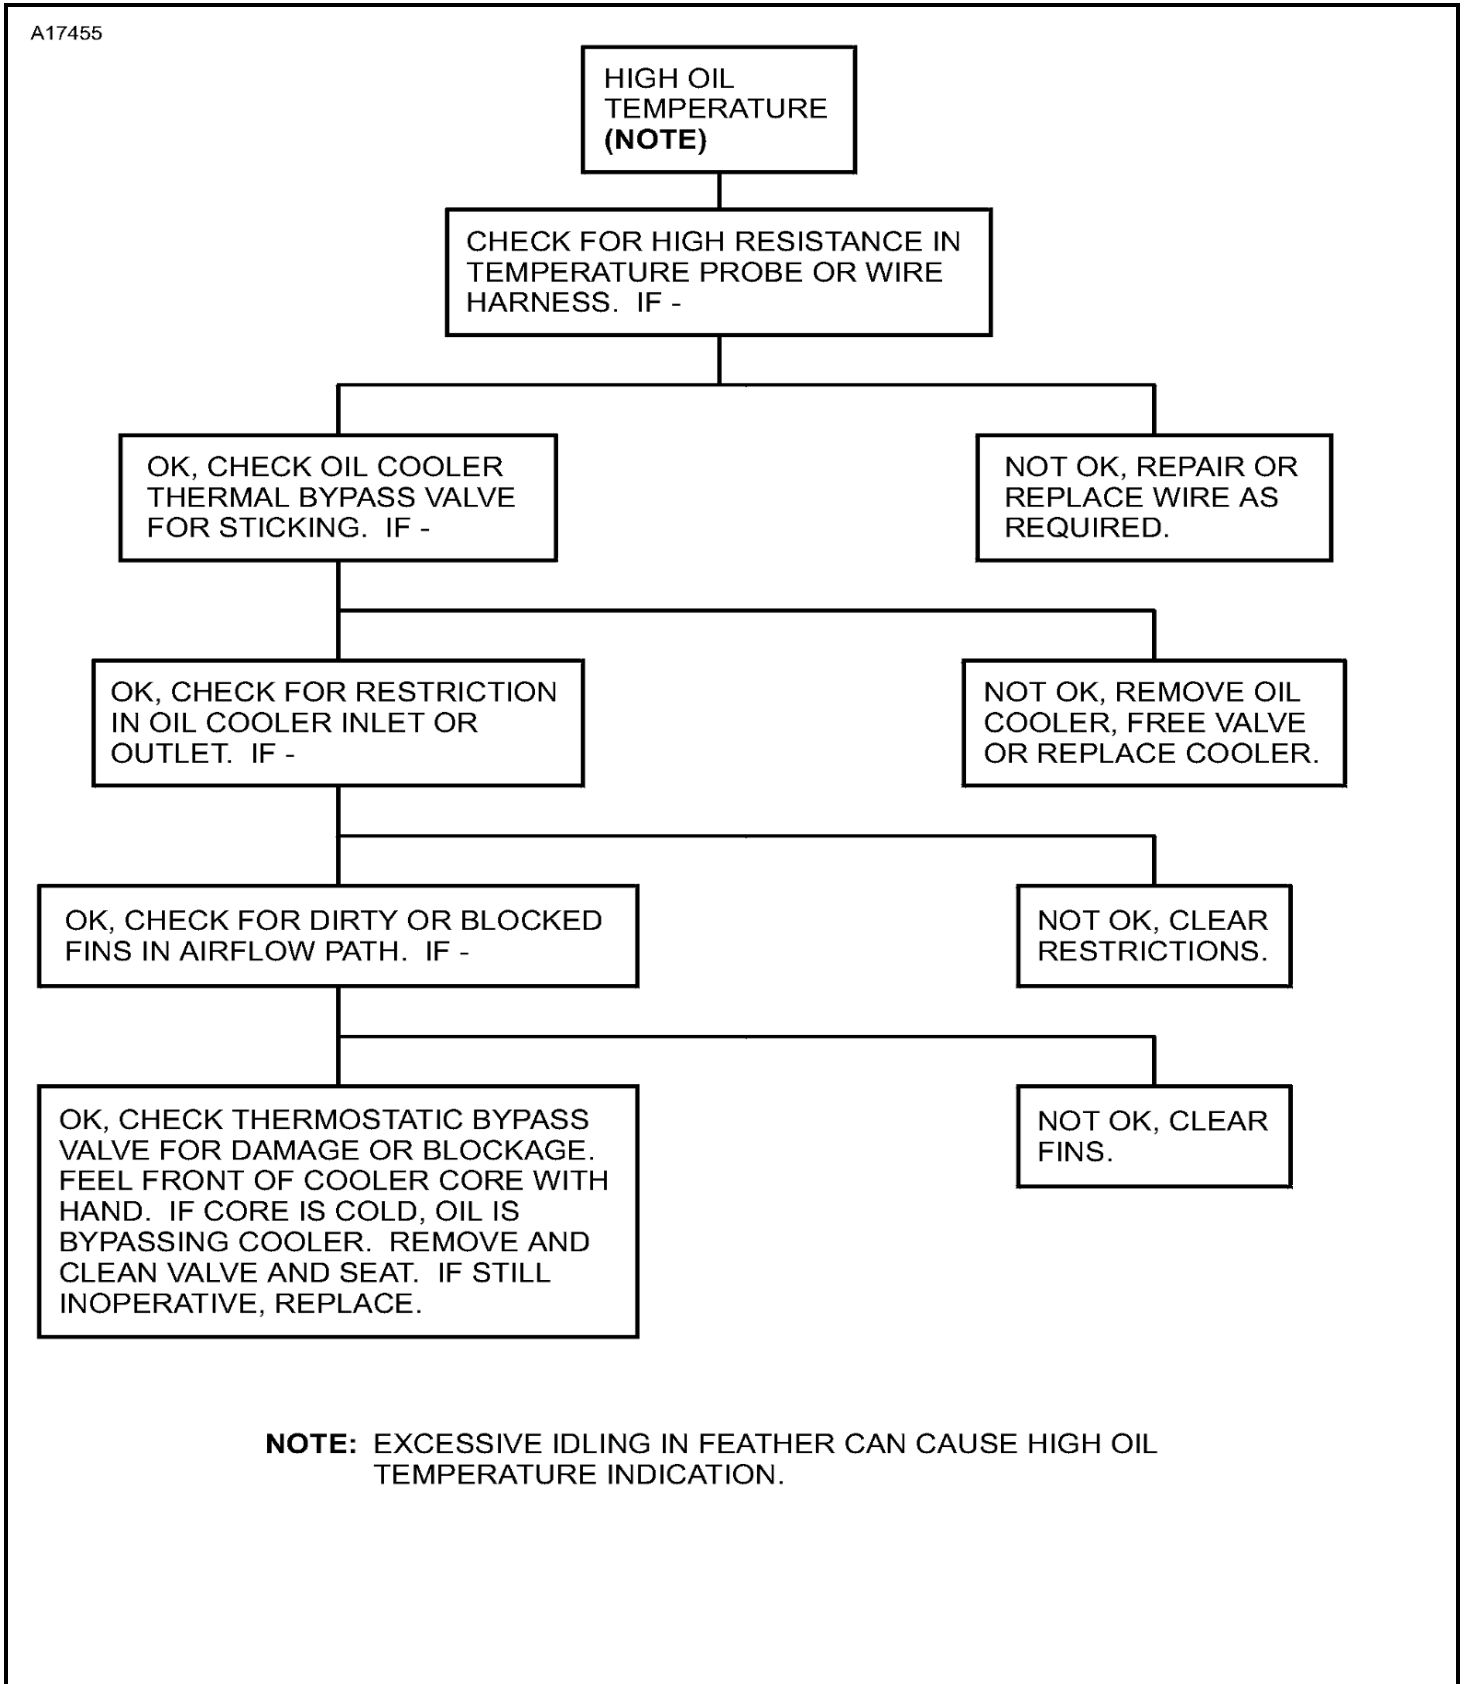 A17455
HIGH OIL
TEMPERATURE
(NOTE)
CHECK FOR HIGH RESISTANCE IN
TEMPERATURE PROBE OR WIRE
HARNESS.  IF -
OK, CHECK OIL COOLER
THERMAL BYPASS VALVE
FOR STICKING.  IF -
NOT OK, REPAIR OR
REPLACE WIRE AS
REQUIRED.
OK, CHECK FOR RESTRICTION
IN OIL COOLER INLET OR
OUTLET.  IF -
NOT OK, REMOVE OIL
COOLER, FREE VALVE
OR REPLACE COOLER.
OK, CHECK FOR DIRTY OR BLOCKED
FINS IN AIRFLOW PATH.  IF -
NOT OK, CLEAR
RESTRICTIONS.
OK, CHECK THERMOSTATIC BYPASS
VALVE FOR DAMAGE OR BLOCKAGE.
FEEL FRONT OF COOLER CORE WITH
HAND.  IF CORE IS COLD, OIL IS
BYPASSING COOLER.  REMOVE AND
CLEAN VALVE AND SEAT.  IF STILL
INOPERATIVE, REPLACE.
NOT OK, CLEAR
FINS.
NOTE:  EXCESSIVE IDLING IN FEATHER CAN CAUSE HIGH OIL
TEMPERATURE INDICATION.